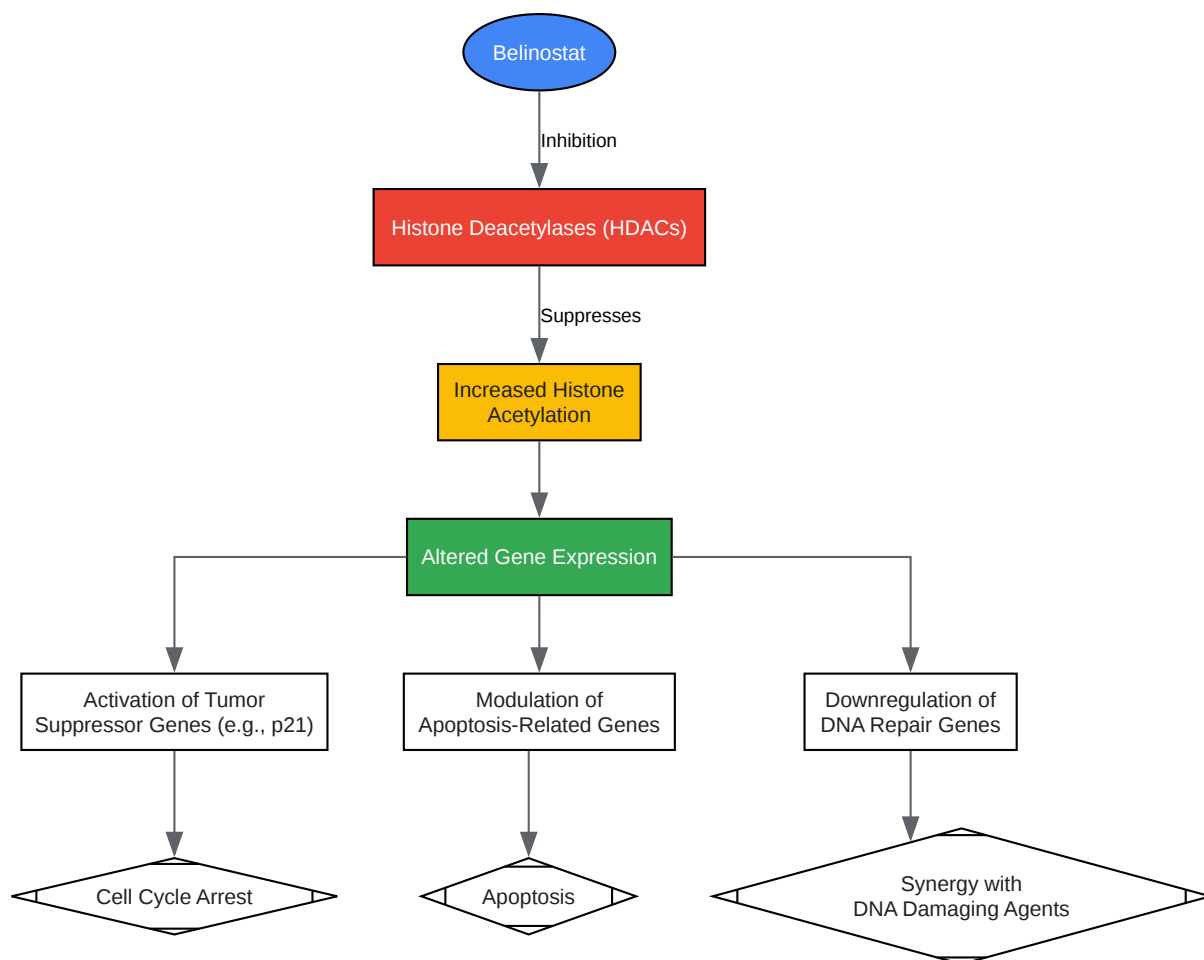 Belinostat
Inhibition
Histone Deacetylases (HDACs)
Suppresses
Increased Histone
Acetylation
Altered Gene Expression
Activation of Tumor
Suppressor Genes (e.g., p21)
Modulation of
Apoptosis-Related Genes
Downregulation of
DNA Repair Genes
Cell Cycle Arrest
Apoptosis
Synergy with
DNA Damaging Agents